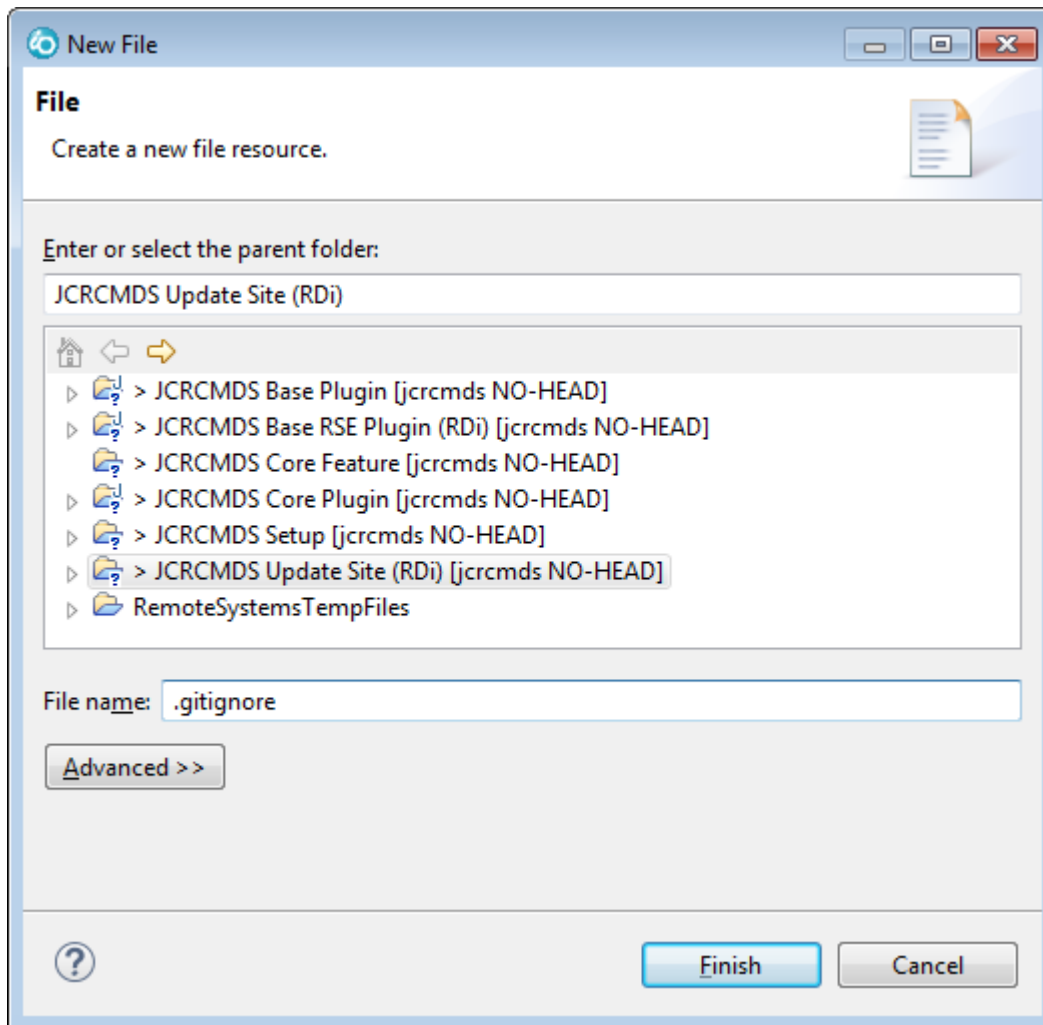 New File
File
Create a new file resource.
Enter or select the parent folder:
JCRCMDS Update Site (RDi)
> JCRCMDS Base Plugin [jcrcmds NO-HEAD]
> JCRCMDS Base RSE Plugin (RDi) [jcrcmds NO-HEAD]
> JCRCMDS Core Feature [jcrcmds NO-HEAD]
> JCRCMDS Core Plugin [jcrcmds NO-HEAD]
> JCRCMDS Setup [jcrcmds NO-HEAD]
> JCRCMDS Update Site (RDi) [jcrcmds NO-HEAD]
RemoteSystemsTempFiles
File name: .gitignore
Advanced >>
Finish Cancel